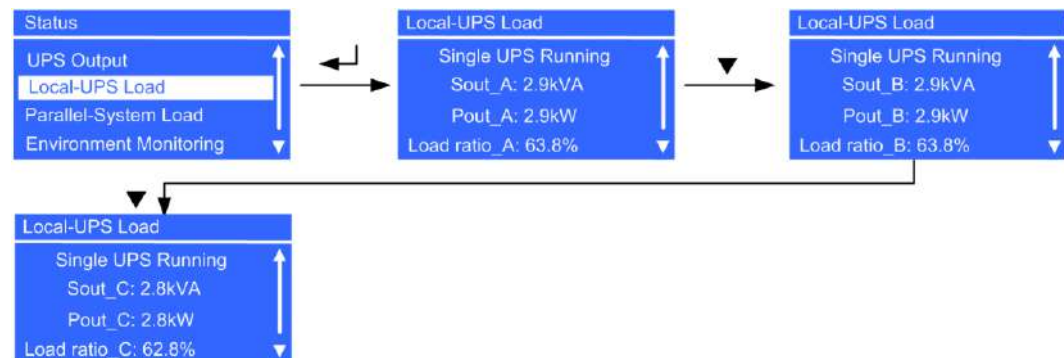 Status
UPS Output
Local-UPS Load
Parallel-System Load
Environment Monitoring
Local-UPS Load
Single UPS Running
Sout_A: 2.9kVA
Pout_A: 2.9kW
Load ratio_A: 63.8%
Local-UPS Load
Single UPS Running
Sout_B: 2.9kVA
Pout_B: 2.9kW
Load ratio_B: 63.8%
Local-UPS Load
Single UPS Running
Sout_C: 2.8kVA
Pout_C: 2.8kW
Load ratio_C: 62.8%